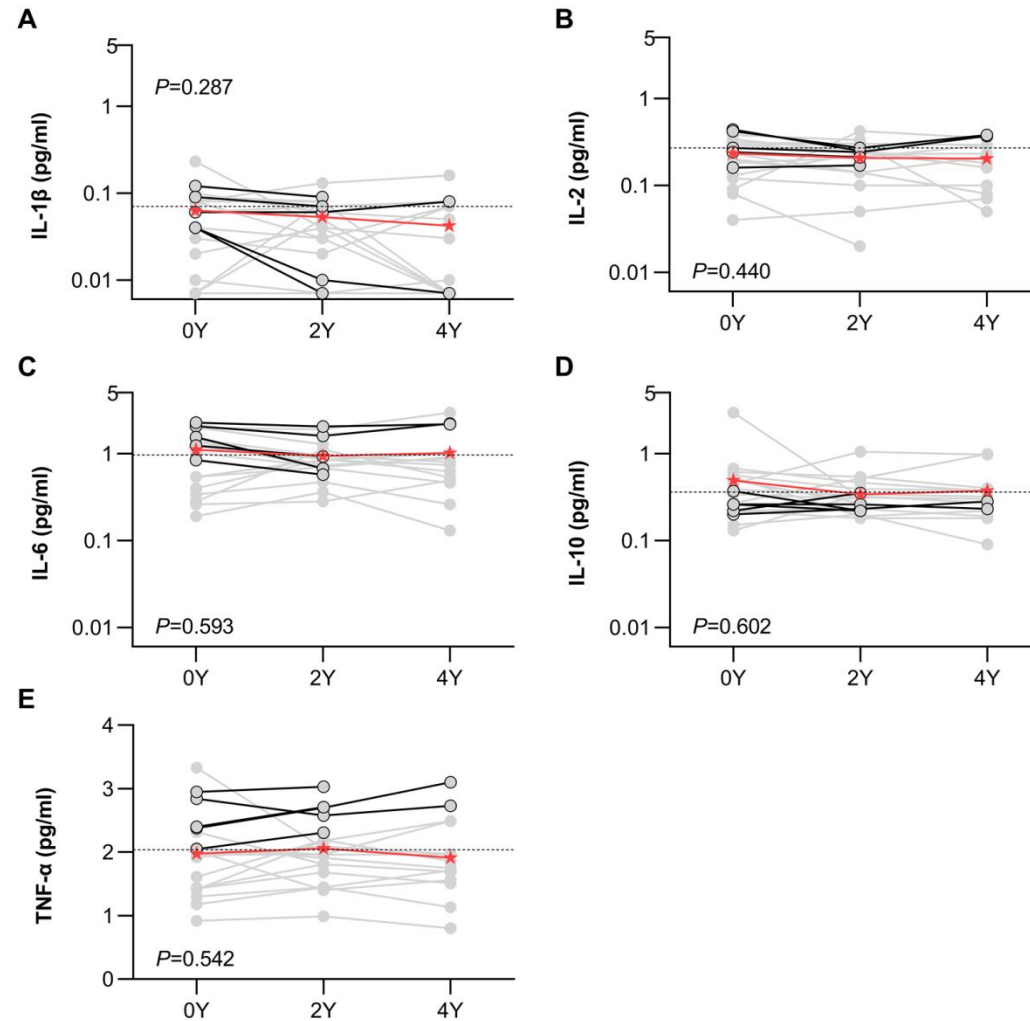 A
IL-1β (pg/ml)
5
1
0.1
0.01
P=0.287
0Y 2Y 4Y
B
IL-2 (pg/ml)
5
1
0.1
0.01
P=0.440
0Y 2Y 4Y
C
IL-6 (pg/ml)
5
1
0.1
0.01
P=0.593
0Y 2Y 4Y
D
IL-10 (pg/ml)
5
1
0.1
0.01
P=0.602
0Y 2Y 4Y
E
TNF-α (pg/ml)
4
3
2
1
0
P=0.542
0Y 2Y 4Y